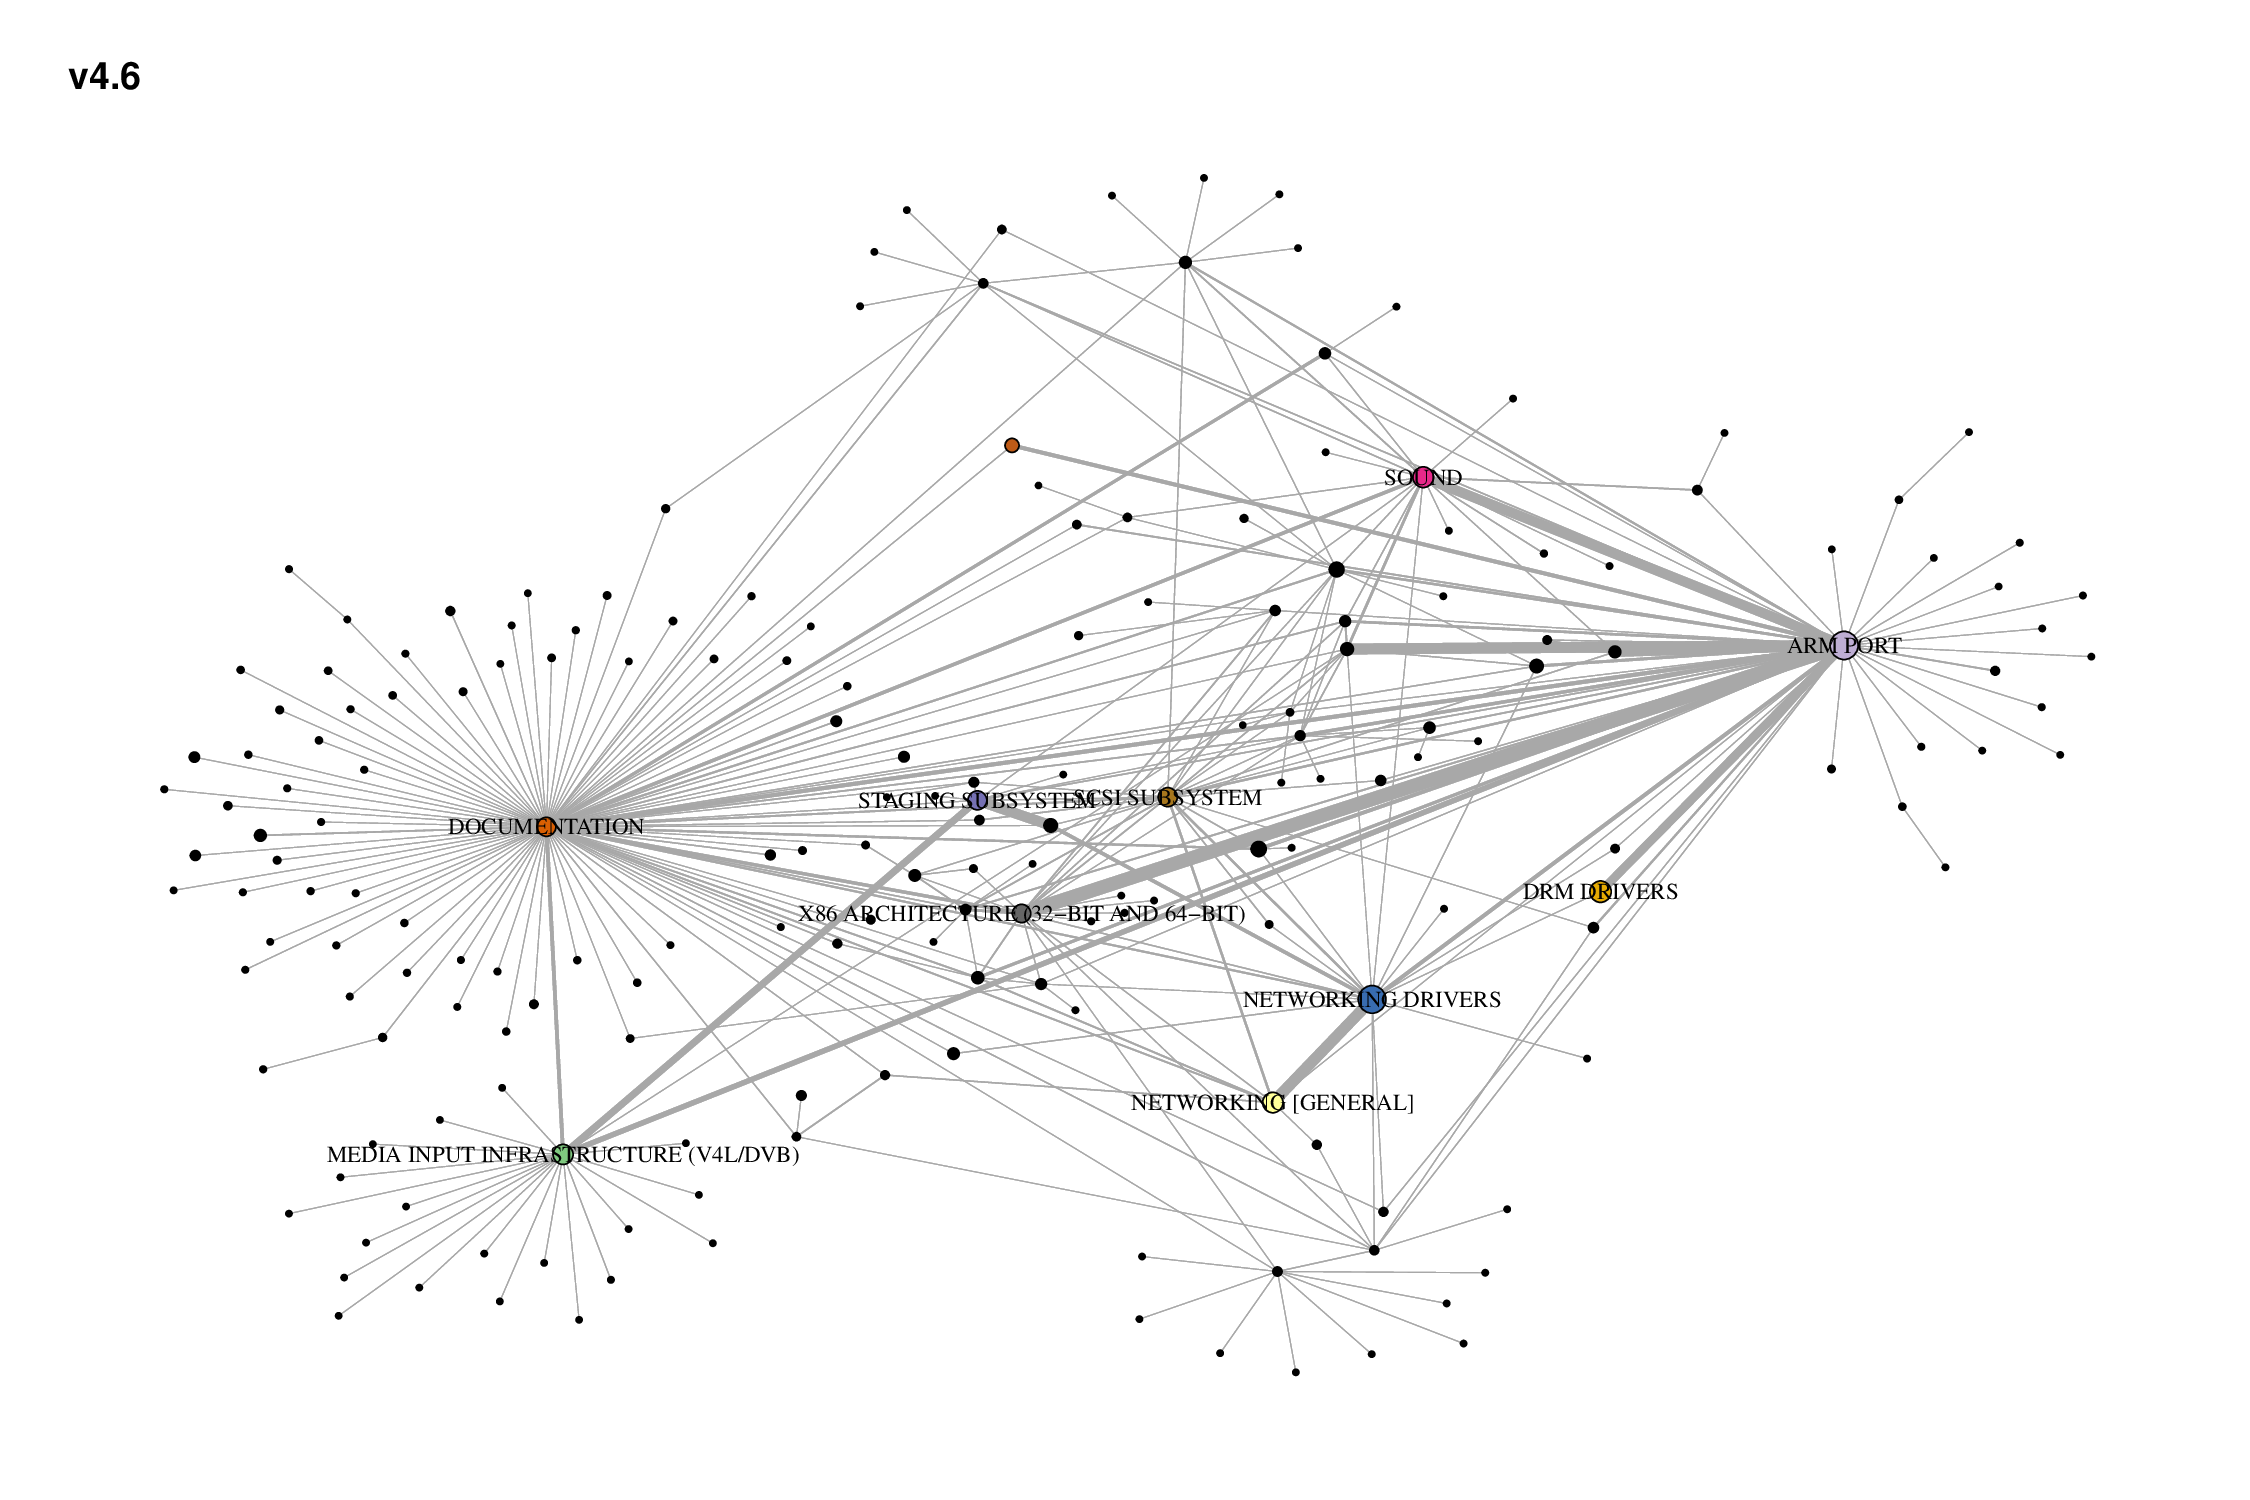 v4.6
SOUND
ARM PORT
STAGING SUBSYSTEM
SCSI SUBSYSTEM
DOCUMENTATION
DRM DRIVERS
X86 ARCHITECTURE (32−BIT AND 64−BIT)
NETWORKING DRIVERS
NETWORKING [GENERAL]
MEDIA INPUT INFRASTRUCTURE (V4L/DVB)